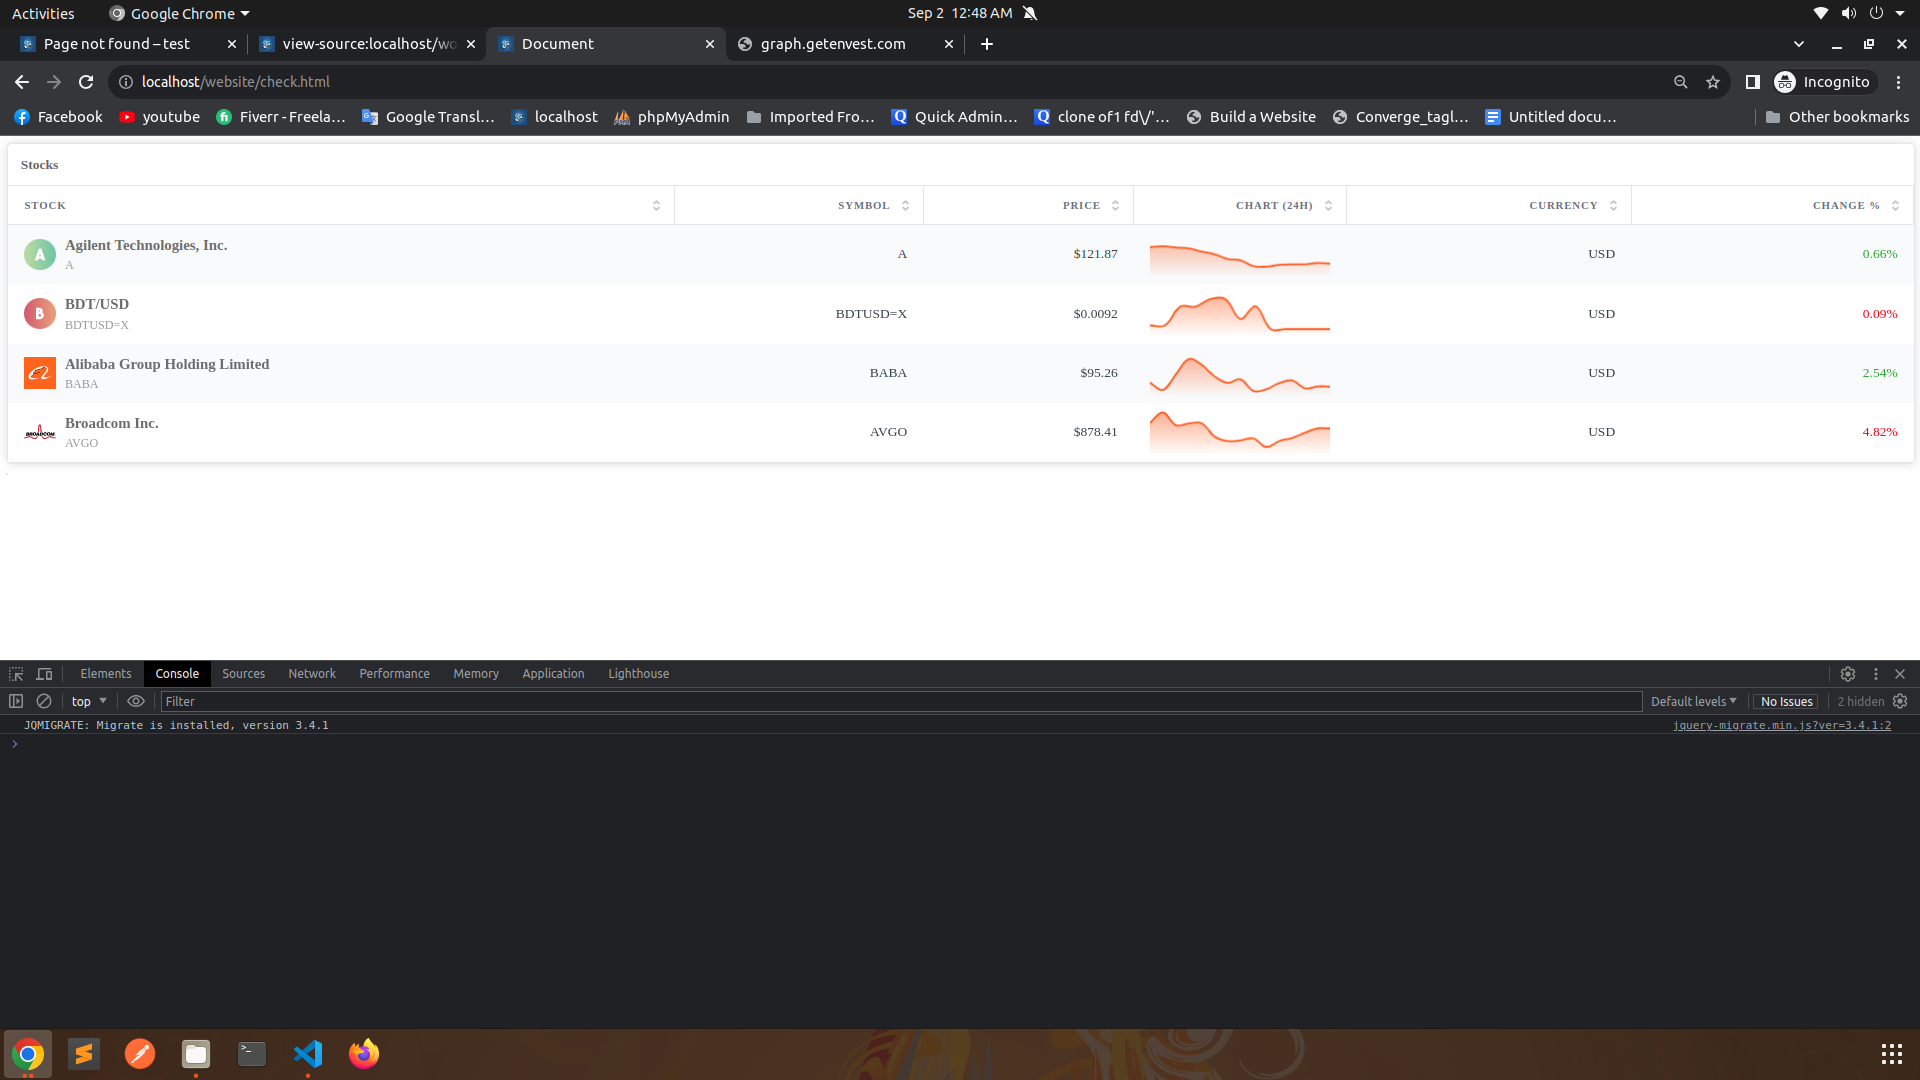 Activities Google Chrome Sep 2 12:48 AM
Page not found – test view-source:localhost/wo Document graph.getenvest.com
localhost/website/check.html Incognito
Facebook youtube Fiverr - Freela… Google Transl… localhost phpMyAdmin Imported Fro… Quick Admin… clone of1 fd\/'… Build a Website Converge_tagl… Untitled docu… Other bookmarks
Stocks
STOCK SYMBOL PRICE CHART (24H) CURRENCY CHANGE %
A Agilent Technologies, Inc. A $121.87 USD 0.66%
A
B BDT/USD BDTUSD=X $0.0092 USD 0.09%
BDTUSD=X
Alibaba Group Holding Limited BABA $95.26 USD 2.54%
BABA
BROADCOM Broadcom Inc. AVGO $878.41 USD 4.82%
AVGO
Elements Console Sources Network Performance Memory Application Lighthouse
top Filter Default levels No Issues 2 hidden
JQMIGRATE: Migrate is installed, version 3.4.1 jquery-migrate.min.js?ver=3.4.1:2